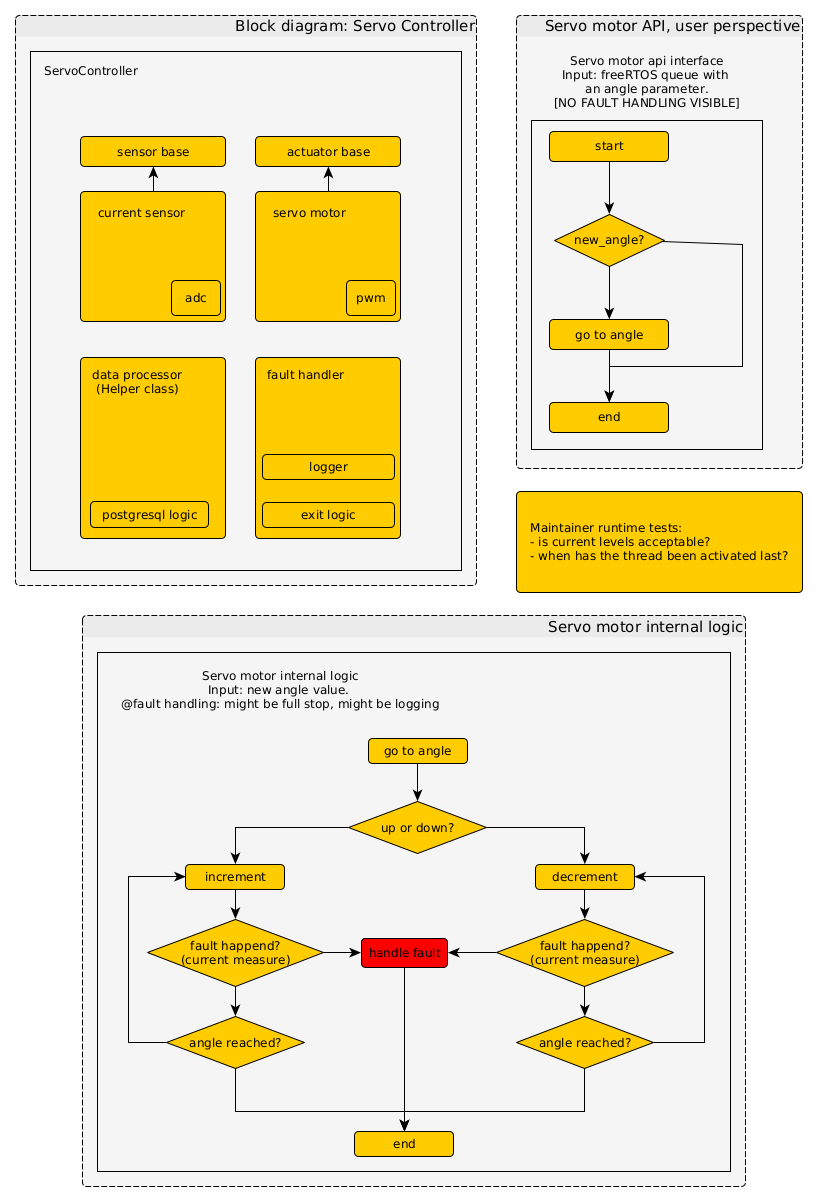 Block diagram: Servo Controller
ServoController
sensor base
actuator base
current sensor
servo motor
adc
pwm
data processor
(Helper class)
fault handler
logger
postgresql logic
exit logic
Servo motor API, user perspective
Servo motor api interface
Input: freeRTOS queue with
an angle parameter.
[NO FAULT HANDLING VISIBLE]
start
new_angle?
go to angle
end
Maintainer runtime tests:
- is current levels acceptable?
- when has the thread been activated last?
Servo motor internal logic
Servo motor internal logic
Input: new angle value.
@fault handling: might be full stop, might be logging
go to angle
up or down?
increment
decrement
fault happend?
(current measure)
handle fault
fault happend?
(current measure)
angle reached?
angle reached?
end